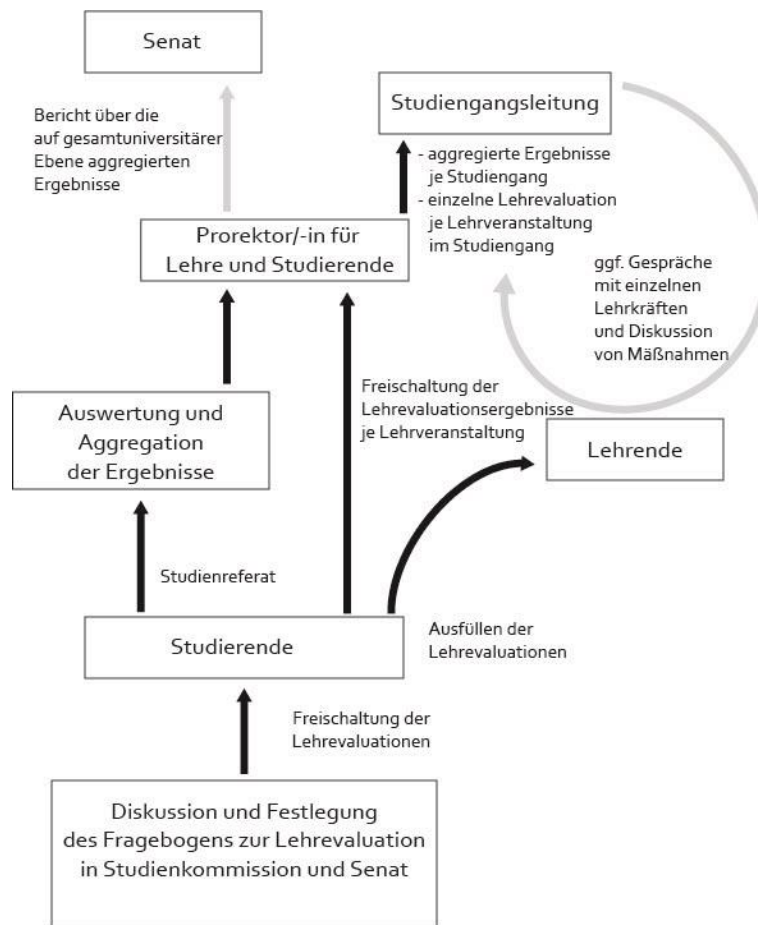 Senat
Bericht über die
auf gesamtuniversitärer
Ebene aggregierten
Ergebnisse
Studiengangsleitung
- aggregierte Ergebnisse
je Studiengang
- einzelne Lehrevaluation
je Lehrveranstaltung
im Studiengang
Prorektor/-in für
Lehre und Studierende
ggf. Gespräche
mit einzelnen
Lehrkräften
und Diskussion
von Mäßnahmen
Freischaltung der
Lehrevaluationsergebnisse
je Lehrveranstaltung
Auswertung und
Aggregation
der Ergebnisse
Lehrende
Studienreferat
Studierende
Ausfüllen der
Lehrevaluationen
Freischaltung der
Lehrevaluationen
Diskussion und Festlegung
des Fragebogens zur Lehrevaluation
in Studienkommission und Senat